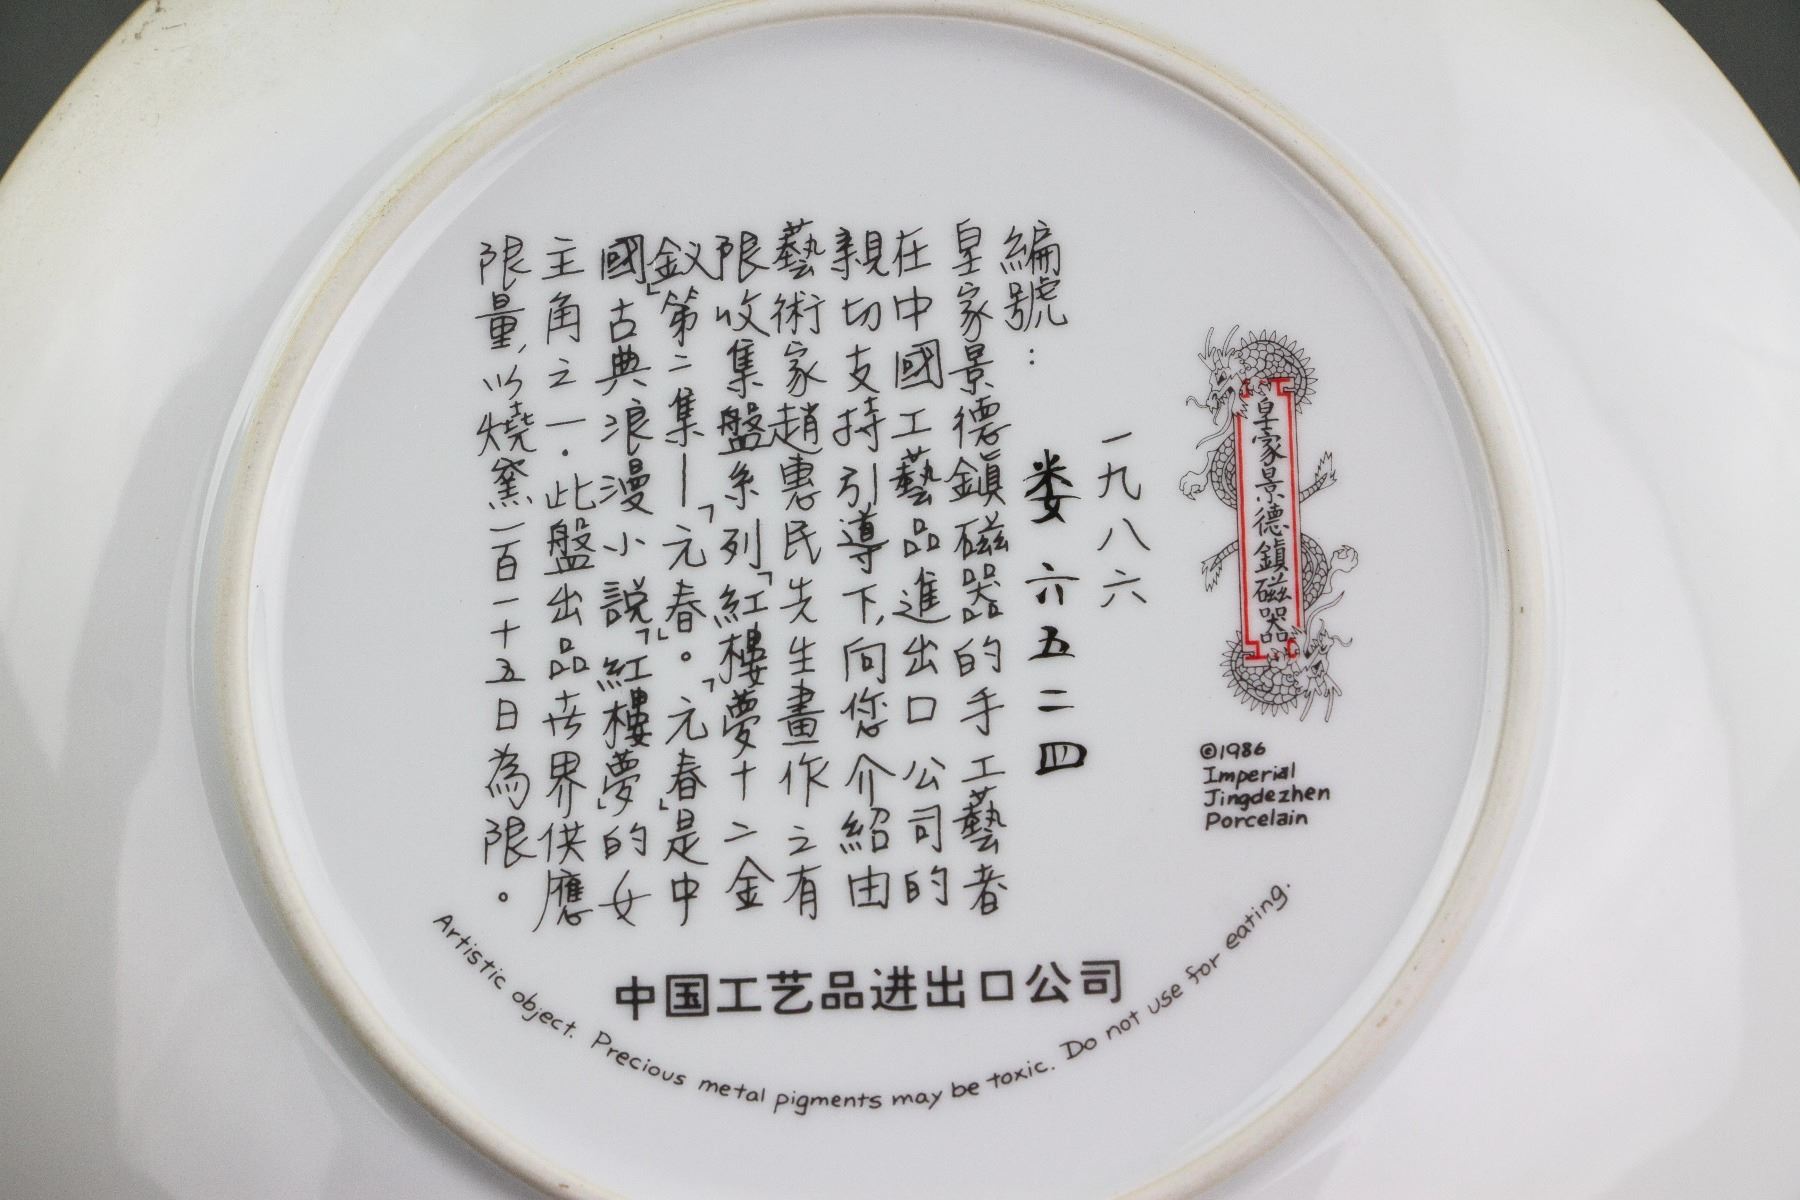 皇家景德鎮磁器
©1986
Imperial
Jingdezhen
Porcelain
一九八六
編號：娄六五二四
皇家景德鎮磁器的手工藝者
在中國工藝品進出口公司的
親切支持引導下，向您介紹由
藝術家趙惠民先生畫作之有
限收集盤系列「紅樓夢十二金
釵」第二集—「元春」。「元春」是中
國古典浪漫小說「紅樓夢」的女
主角之一．此盤出品步世界供應
限量，以燒窯一百一十五日為限。
中国工艺品进出口公司
Artistic object. Precious metal pigments may be toxic. Do not use for eating.